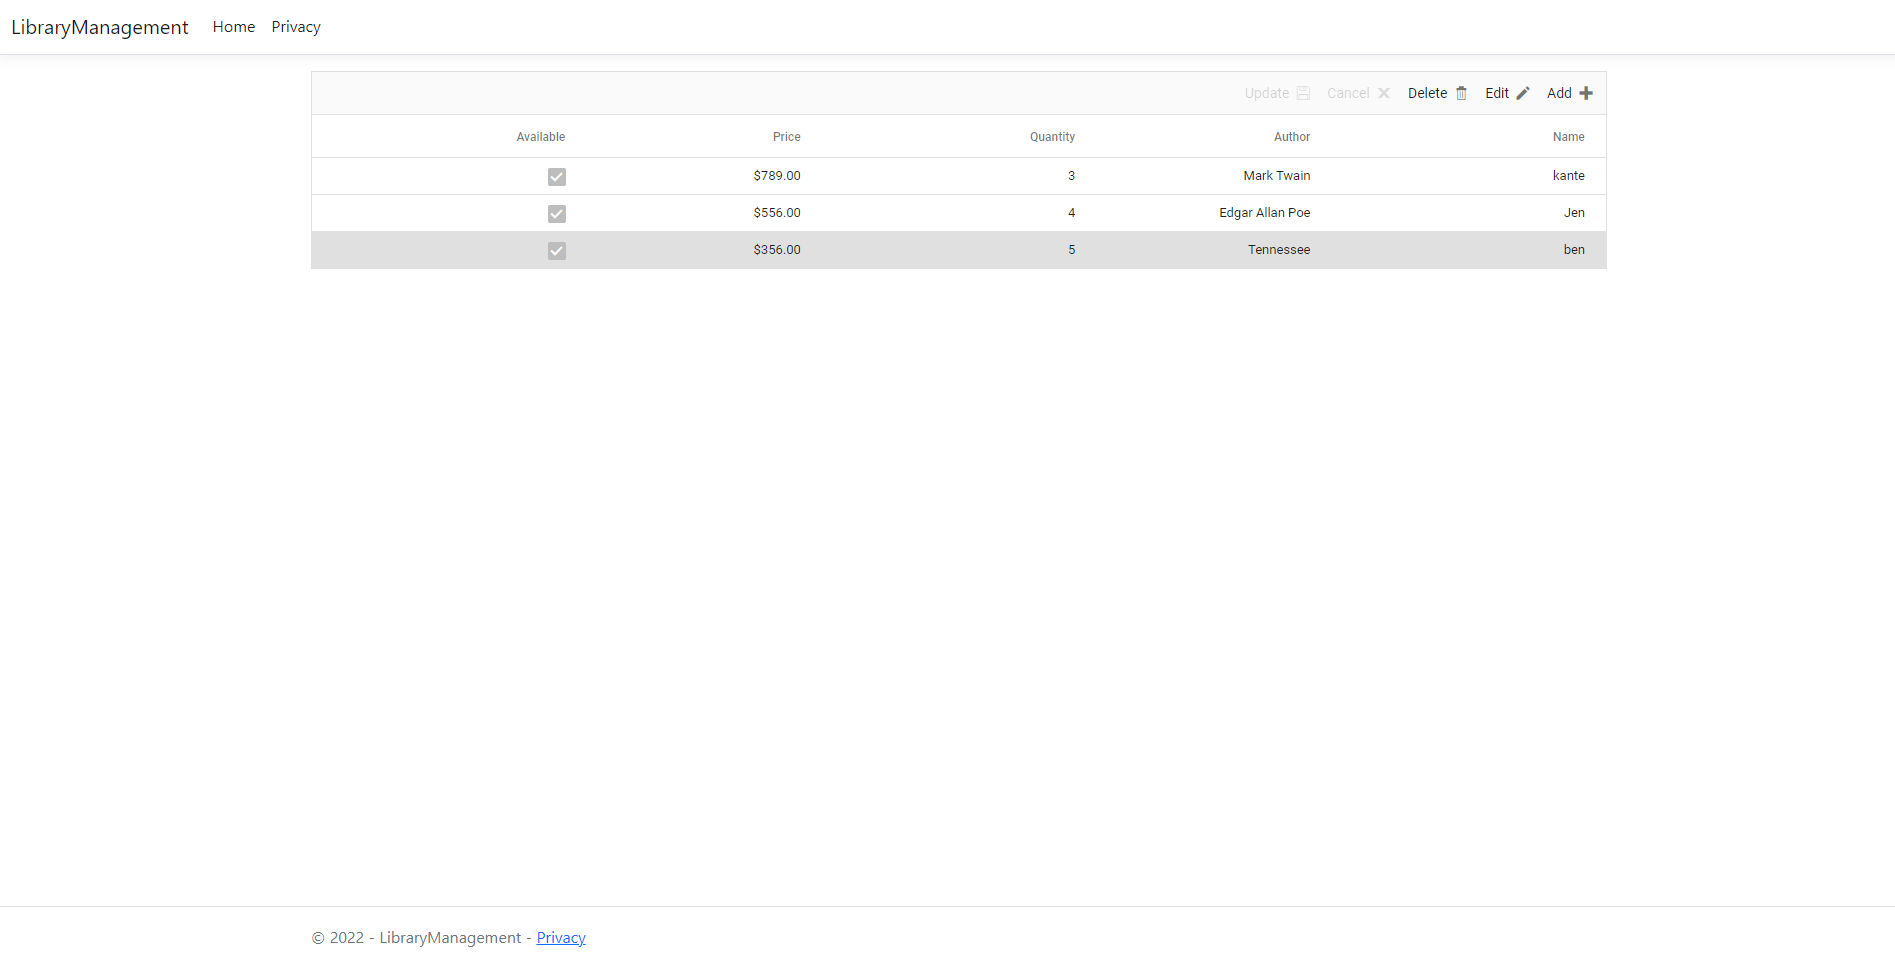 LibraryManagement Home Privacy
Update Cancel Delete Edit Add
Available Price Quantity Author Name
$789.00 3 Mark Twain kante
$556.00 4 Edgar Allan Poe Jen
$356.00 5 Tennessee ben
© 2022 - LibraryManagement - Privacy